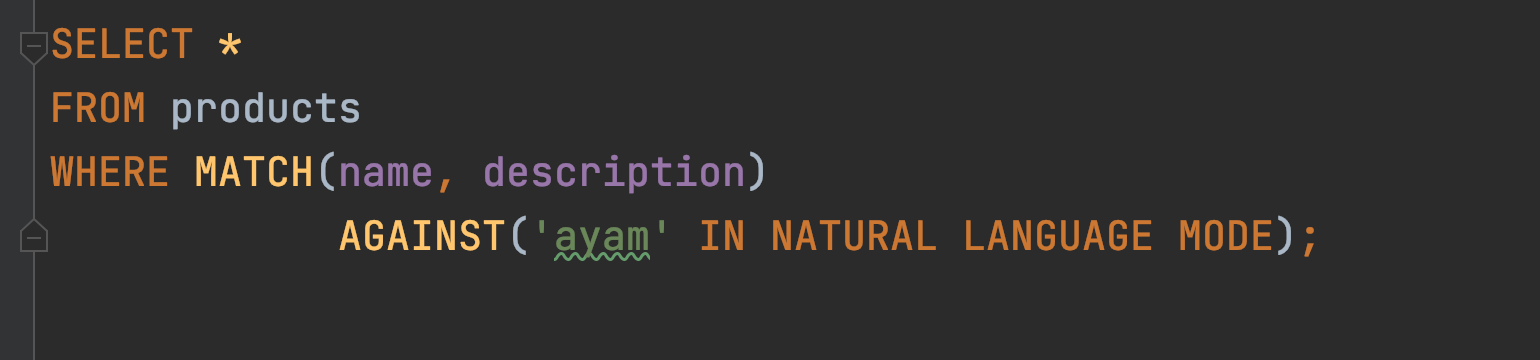 SELECT *
FROM products
WHERE MATCH(name, description)
AGAINST('ayam' IN NATURAL LANGUAGE MODE);